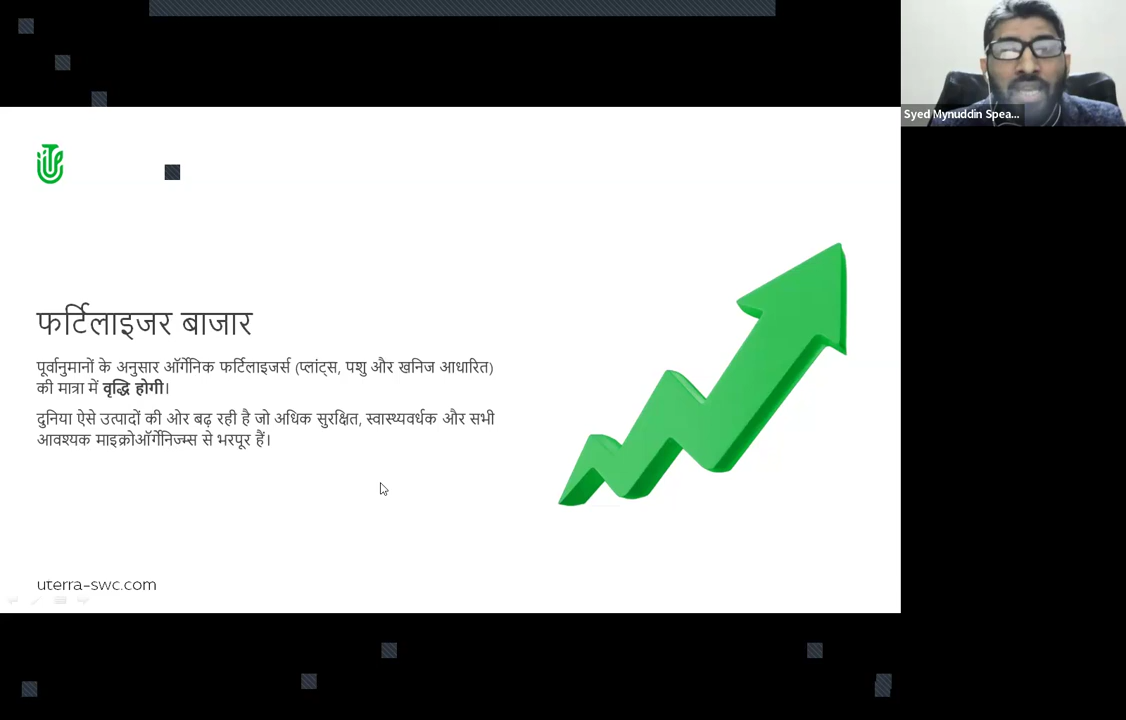 Syed Mynuddin Spea...
फर्टिलाइजर बाजार
पूर्वानुमानों के अनुसार ऑर्गेनिक फर्टिलाइजर्स (प्लांट्स, पशु और खनिज आधारित)
की मात्रा में वृद्धि होगी।
दुनिया ऐसे उत्पादों की ओर बढ़ रही है जो अधिक सुरक्षित, स्वास्थ्यवर्धक और सभी
आवश्यक माइक्रोऑर्गेनिज्म्स से भरपूर हैं।
uterra-swc.com